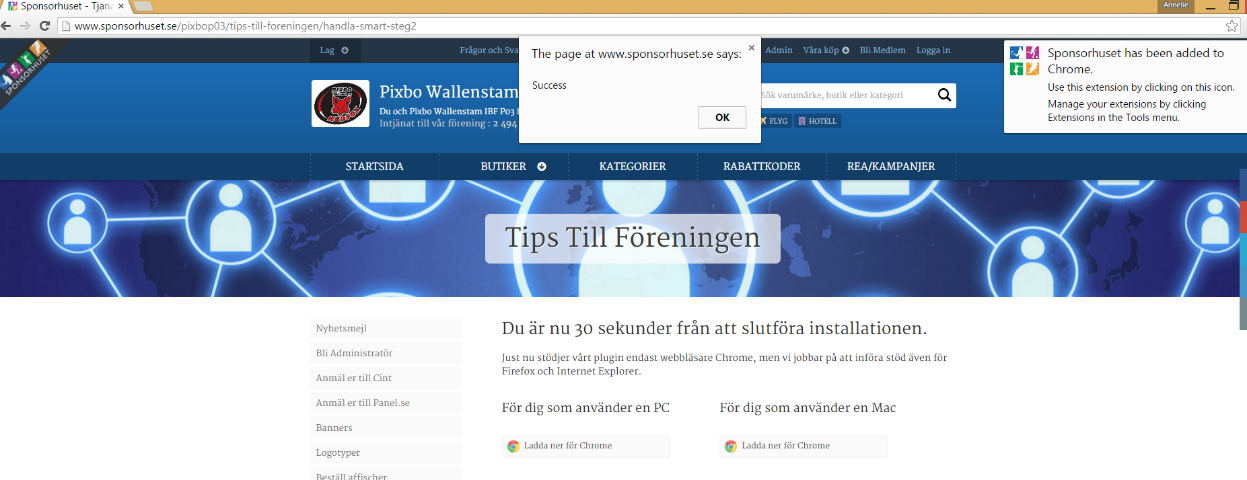 Sponsorhuset - Tjäna
Annelie
www.sponsorhuset.se/pixbop03/tips-till-foreningen/handla-smart-steg2
SPONSORHUSET
Lag
Frågor och Sva
Admin
Våra köp
Bli Medlem
Logga in
The page at www.sponsorhuset.se says:
Success
OK
Sponsorhuset has been added to
Chrome.
Use this extension by clicking on this icon.
Manage your extensions by clicking
Extensions in the Tools menu.
Pixbo Wallenstam
Du och Pixbo Wallenstam IBF P03
Intjänat till vår förening : 2 494
Sök varumärke, butik eller kategori
FLYG
HOTELL
STARTSIDA
BUTIKER
KATEGORIER
RABATTKODER
REA/KAMPANJER
Tips Till Föreningen
Nyhetsmejl
Bli Administratör
Anmäl er till Cint
Anmäl er till Panel.se
Banners
Logotyper
Beställ affischer
Du är nu 30 sekunder från att slutföra installationen.
Just nu stödjer vårt plugin endast webbläsare Chrome, men vi jobbar på att införa stöd även för
Firefox och Internet Explorer.
För dig som använder en PC
Ladda ner för Chrome
För dig som använder en Mac
Ladda ner för Chrome